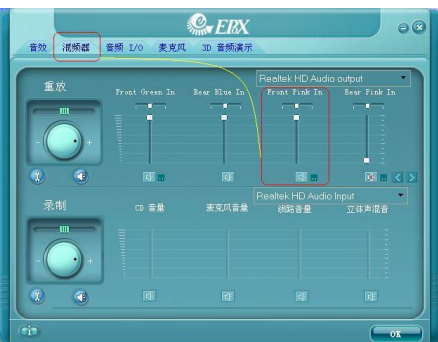 EBX
音效 混频器 音频 I/O 麦克风 3D 音频演示
Realtek HD Audio output
重放
Front Green In Rear Blue In Front Pink In Rear Pink In
Realtek HD Audio Input
录制
CD 音量 麦克风音量 线路音量 立体声混音
OK